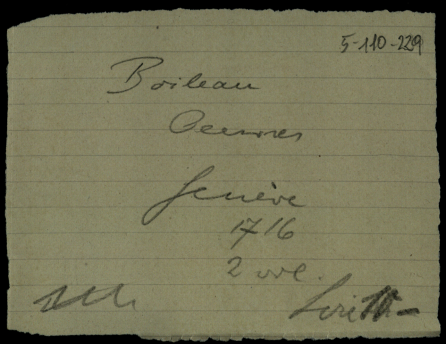 5-110-229
Boileau
Oeuvres
Genève
1716
2 vol.